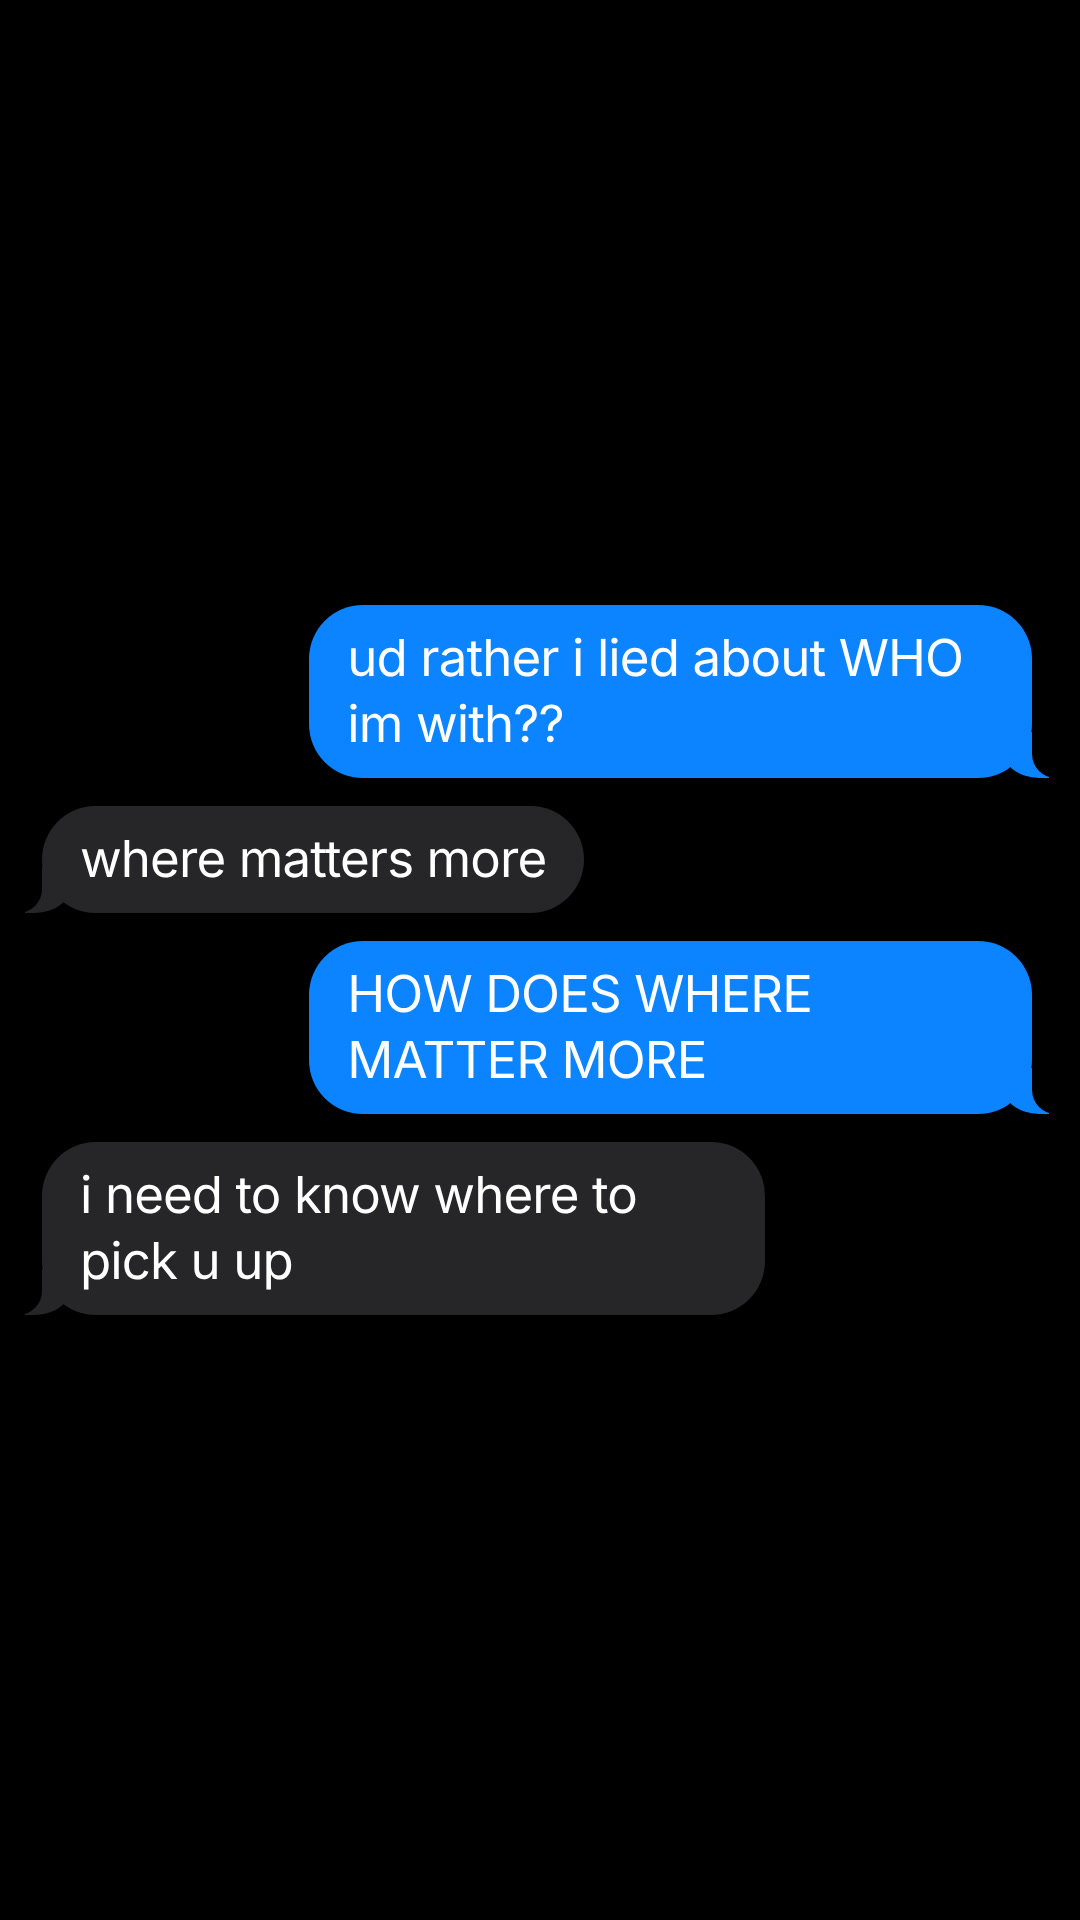 ud rather i lied about WHO
im with??
where matters more
HOW DOES WHERE
MATTER MORE
i need to know where to
pick u up